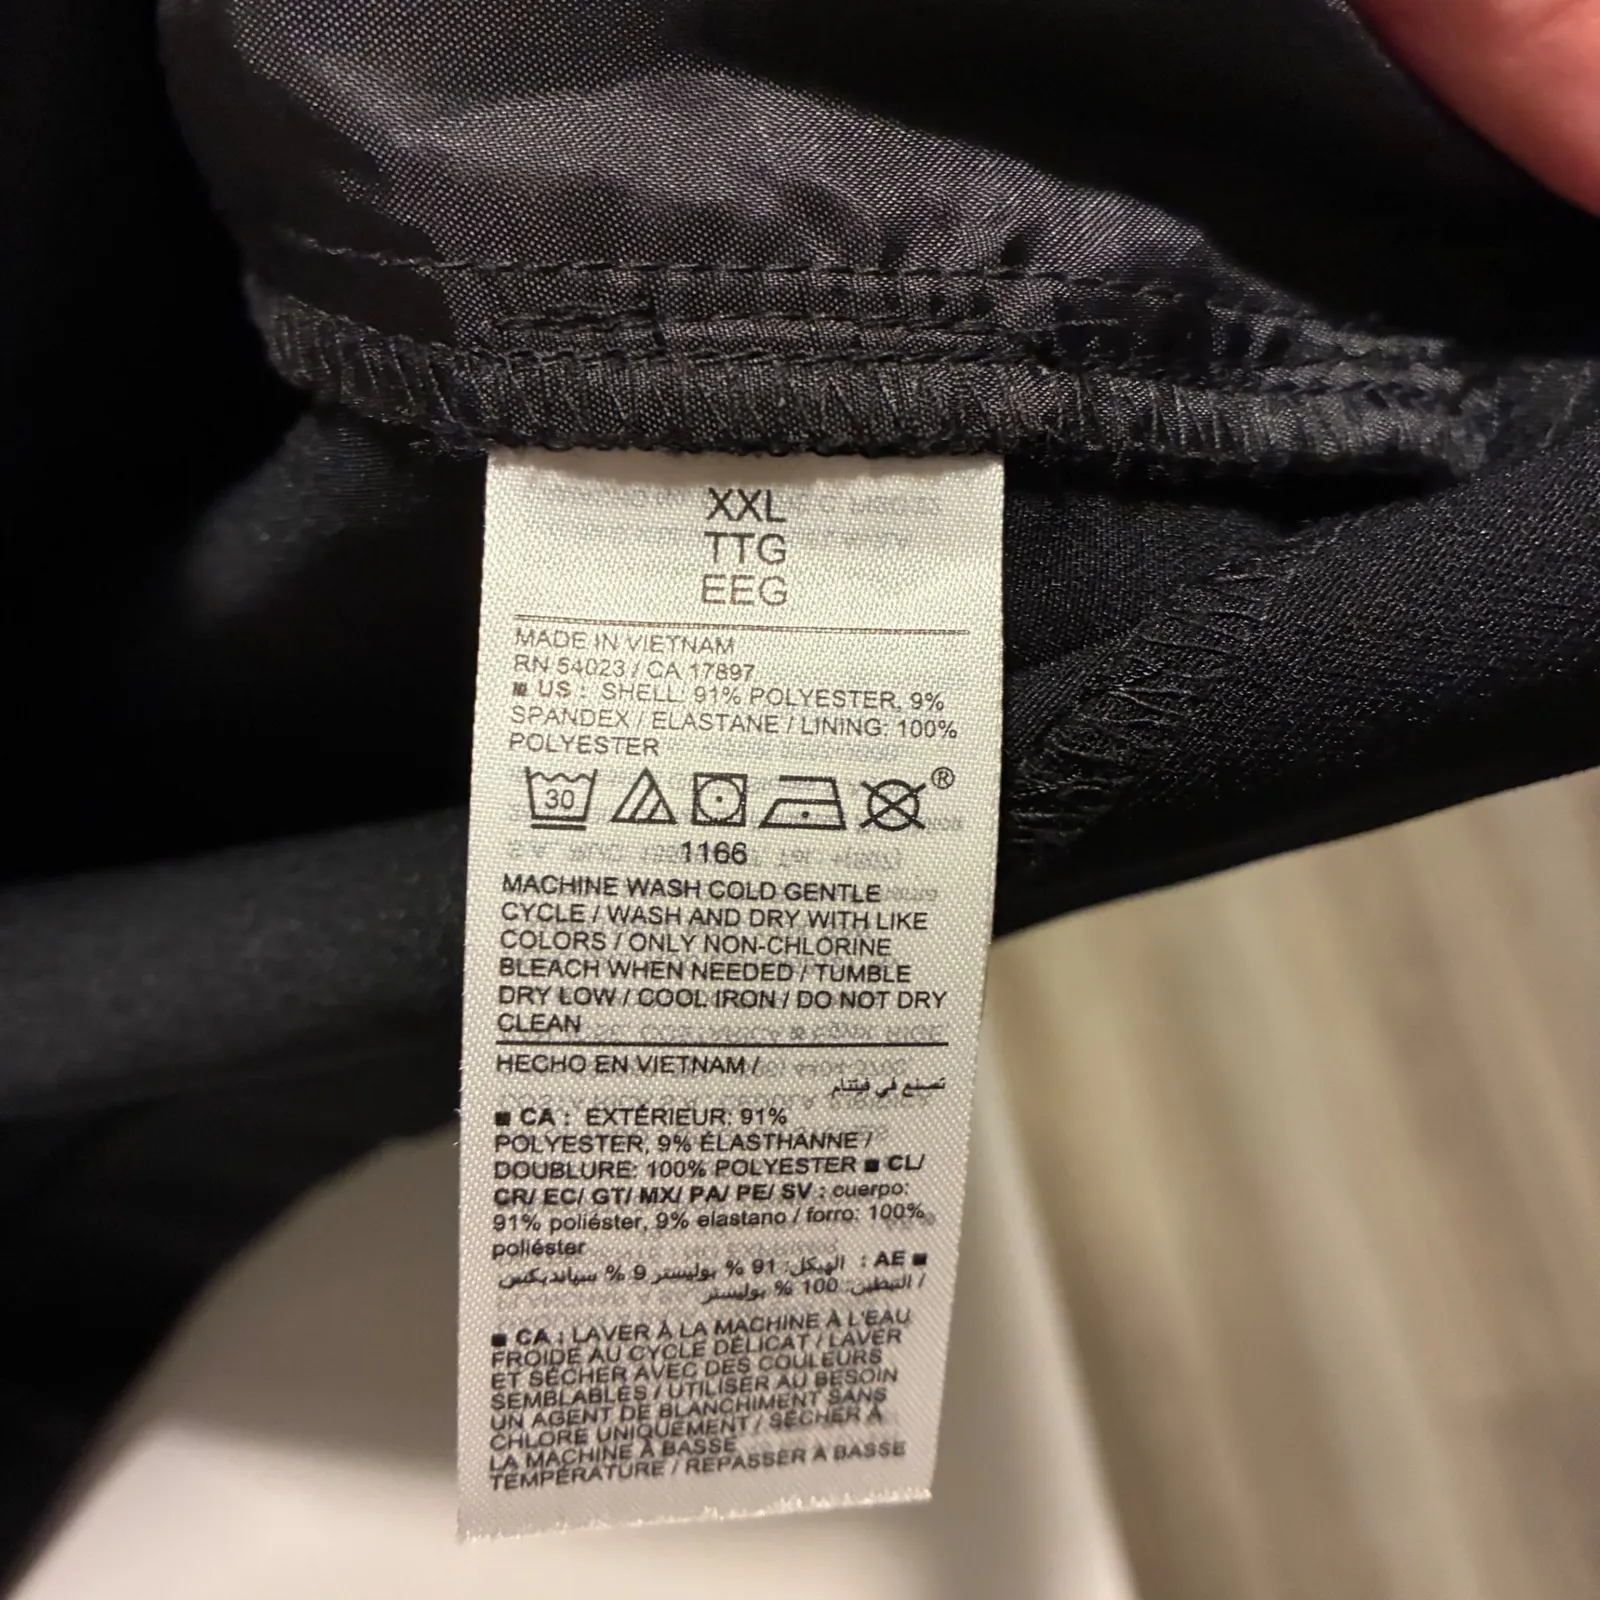 XXL
TTG
EEG
MADE IN VIETNAM
RN 54023 / CA 17897
■ US : SHELL: 91% POLYESTER, 9%
SPANDEX / ELASTANE / LINING: 100%
POLYESTER
30
®
1166
MACHINE WASH COLD GENTLE
CYCLE / WASH AND DRY WITH LIKE
COLORS / ONLY NON-CHLORINE
BLEACH WHEN NEEDED / TUMBLE
DRY LOW / COOL IRON / DO NOT DRY
CLEAN
HECHO EN VIETNAM /
تصنيع في فيتنام
■ CA : EXTÉRIEUR: 91%
POLYESTER, 9% ÉLASTHANNE /
DOUBLURE: 100% POLYESTER ■ CL/
CR/ EC/ GT/ MX/ PA/ PE/ SV : cuerpo:
91% poliéster, 9% elastano / forro: 100%
poliéster
■ AE : الهيكل: 91 % بوليستر 9 % سباندیکس
/ التبطين: 100 % بوليستر
■ CA : LAVER À LA MACHINE À L'EAU
FROIDE AU CYCLE DÉLICAT / LAVER
ET SÉCHER AVEC DES COULEURS
SEMBLABLES / UTILISER AU BESOIN
UN AGENT DE BLANCHIMENT SANS
CHLORE UNIQUEMENT / SÉCHER À
LA MACHINE À BASSE
TEMPÉRATURE / REPASSER À BASSE